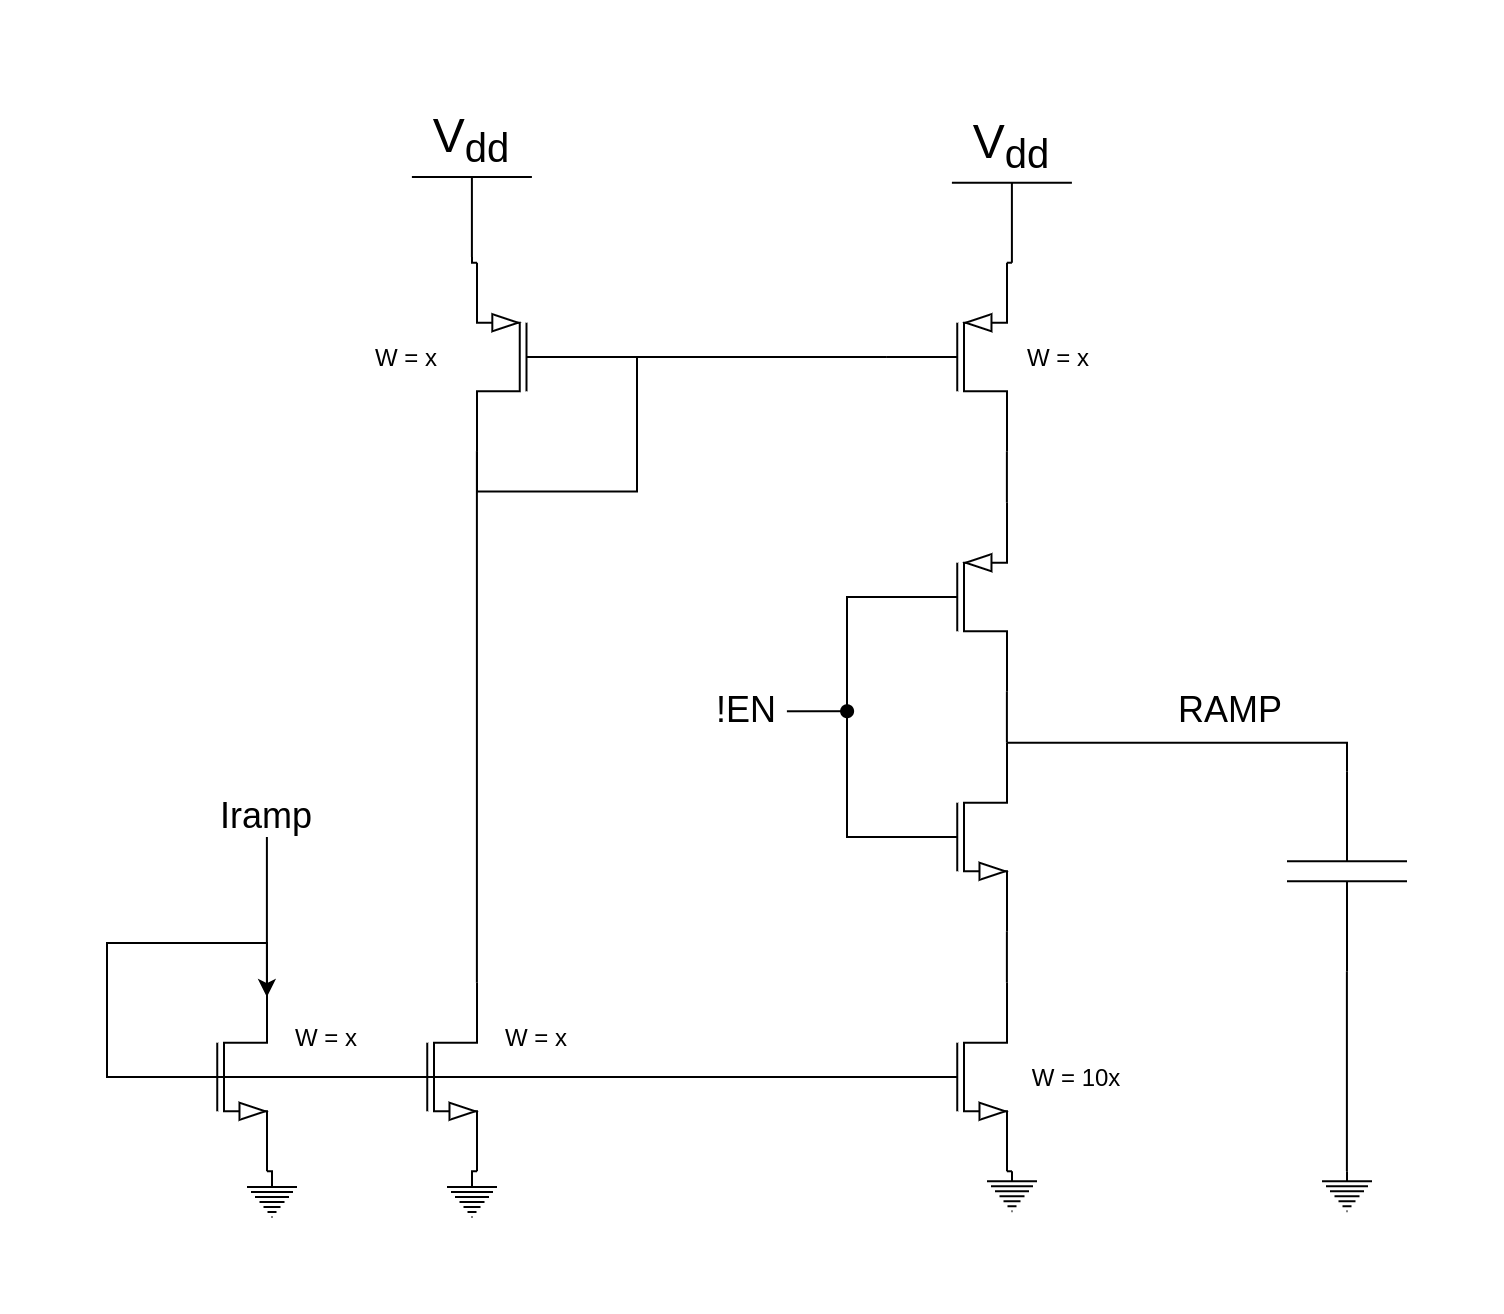 Vdd
Vdd
W = x
W = x
!EN
RAMP
Iramp
W = x
W = x
W = 10x